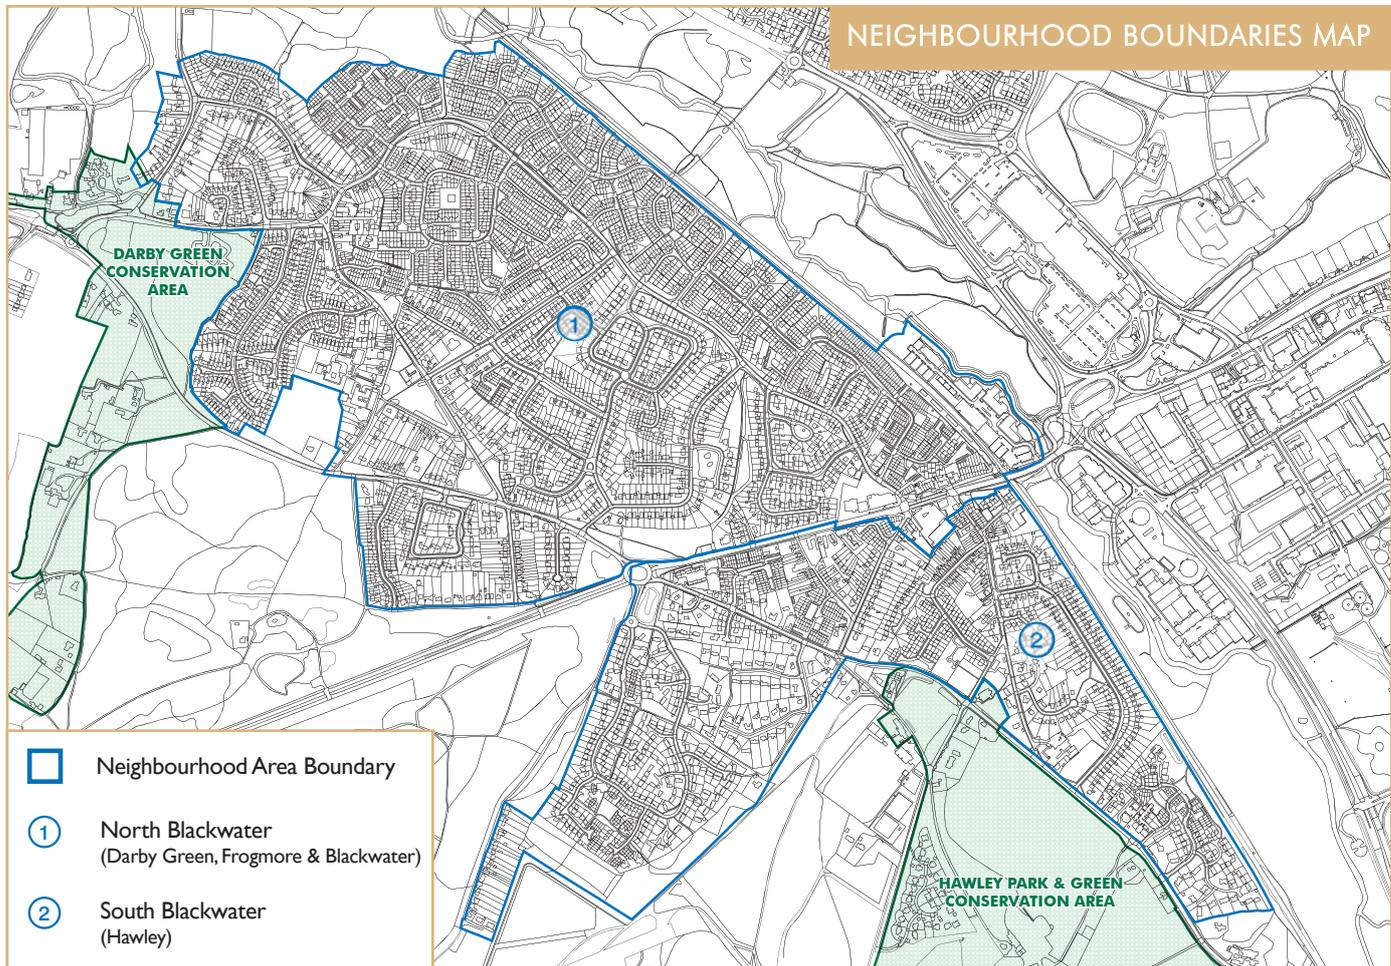 NEIGHBOURHOOD BOUNDARIES MAP
DARBY GREEN
CONSERVATION
AREA
1
2
HAWLEY PARK & GREEN
CONSERVATION AREA
Neighbourhood Area Boundary
1 North Blackwater
(Darby Green, Frogmore & Blackwater)
2 South Blackwater
(Hawley)